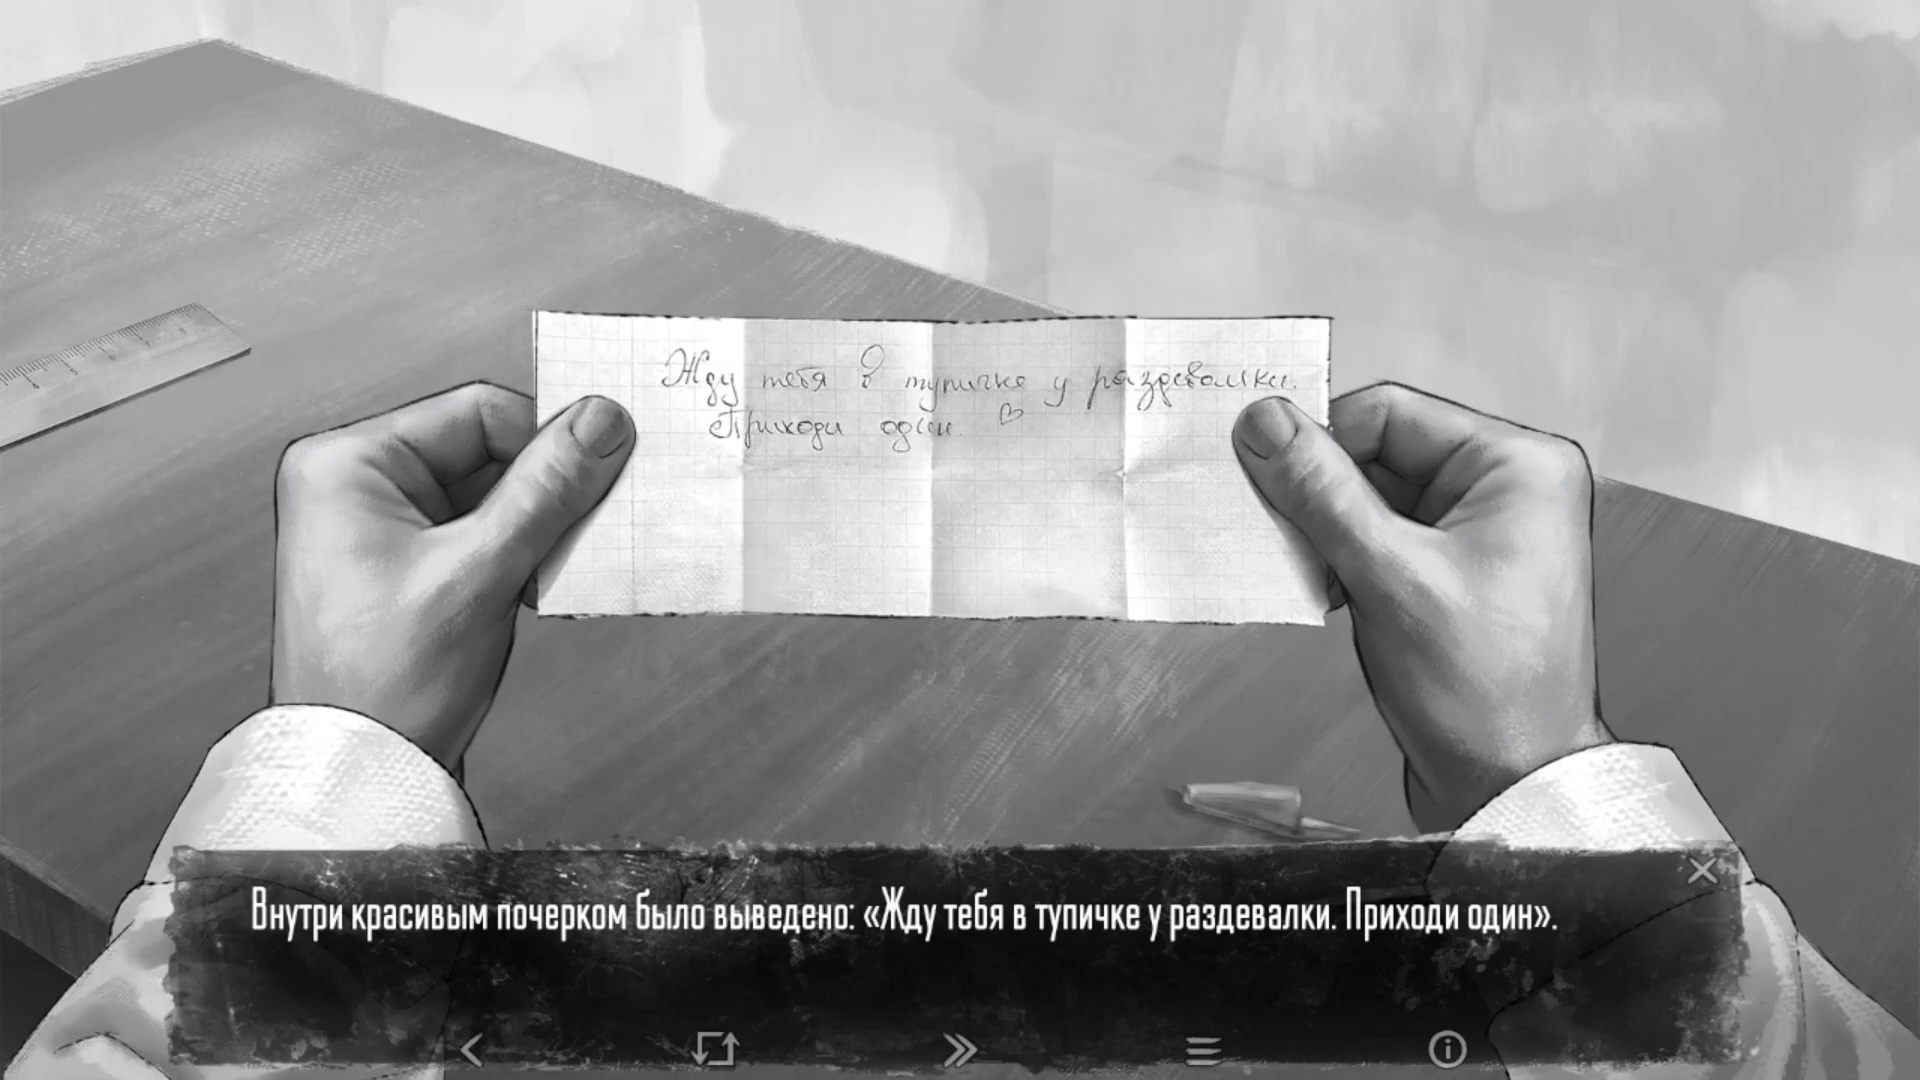 Жду тебя в тупичке у раздевалки.
Приходи один. ♡
Внутри красивым почерком было выведено: «Жду тебя в тупичке у раздевалки. Приходи один».